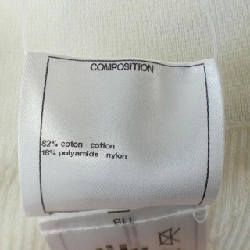 COMPOSITION
82% coton cotton
18% polyamide nylon